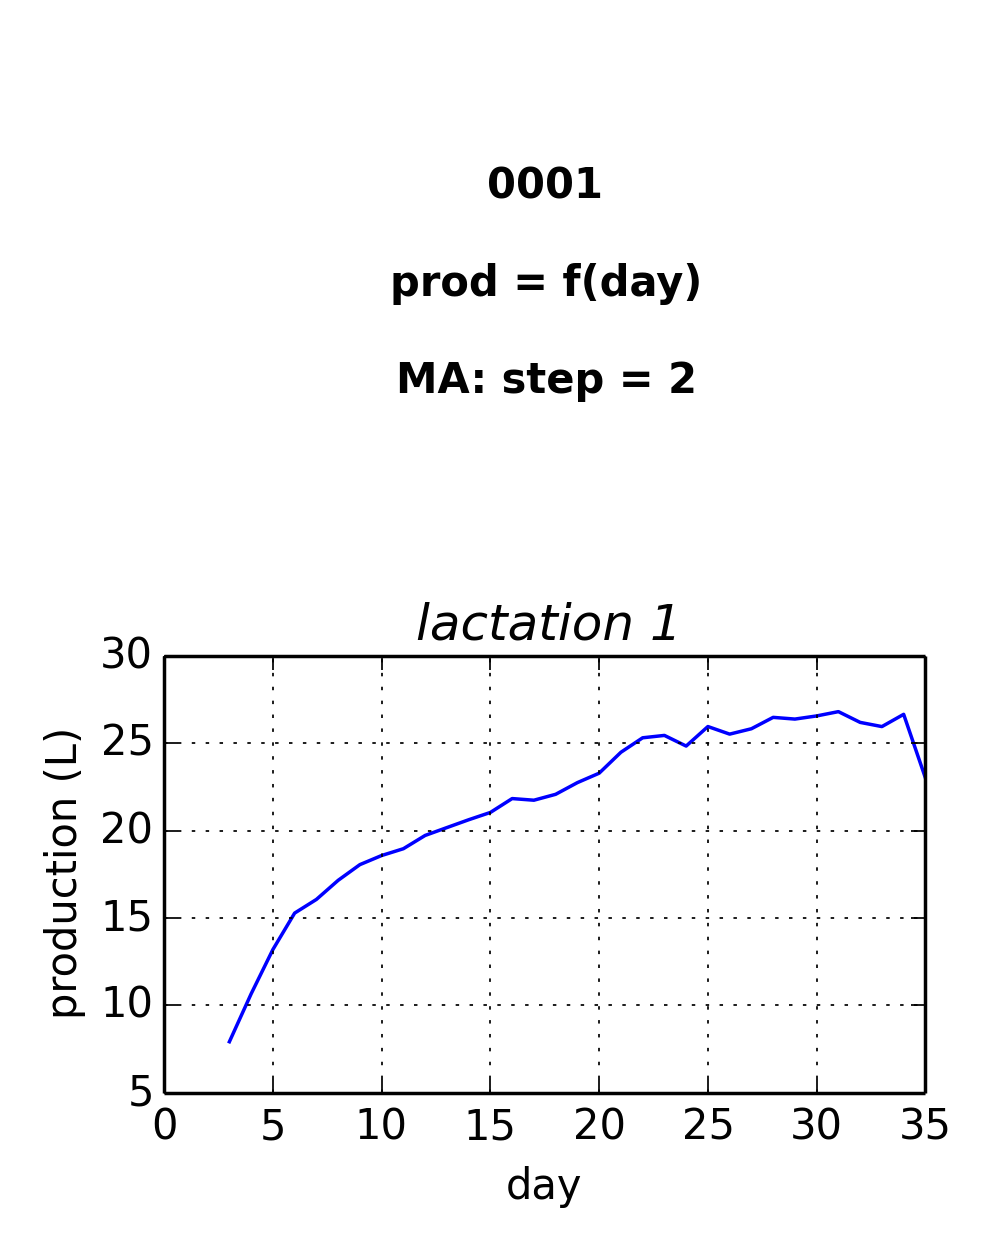 0001
prod = f(day)
MA: step = 2
lactation 1
production (L)
30
25
20
15
10
5
0 5 10 15 20 25 30 35
day